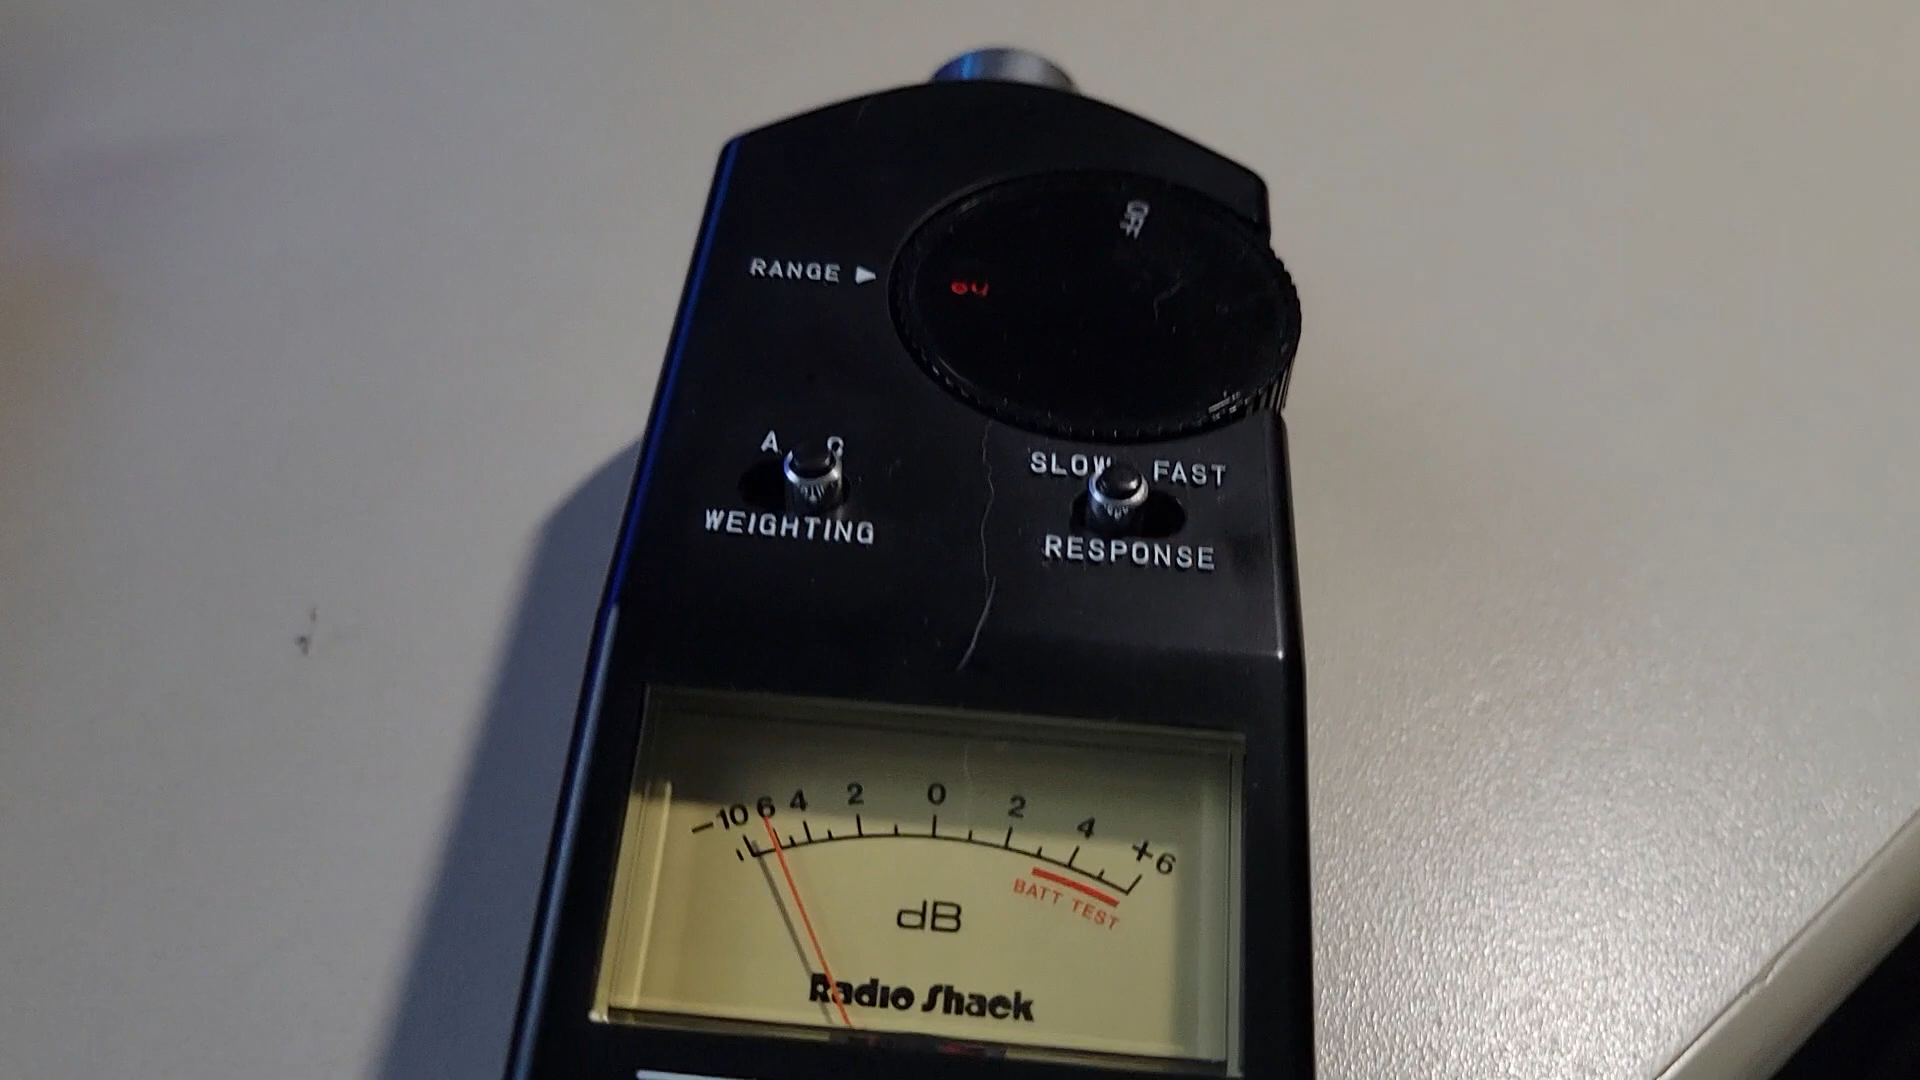 OFF
RANGE ►
A C
WEIGHTING
SLOW FAST
RESPONSE
-10 6 4 2 0 2 4 +6
BATT TEST
dB
Radio Shack